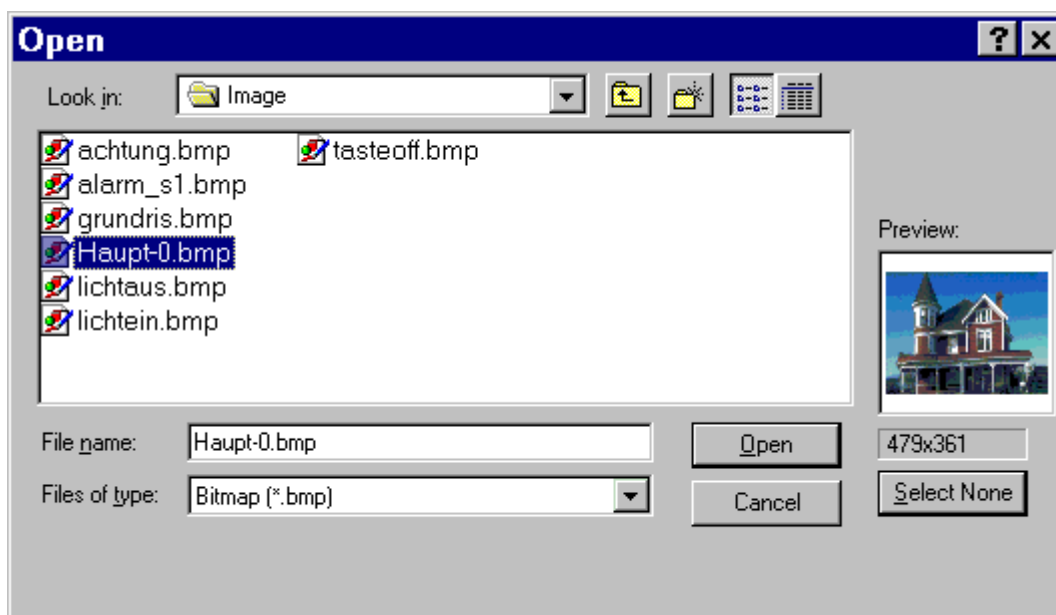 Open
Look in: Image
achtung.bmp tasteoff.bmp
alarm_s1.bmp
grundris.bmp
Haupt-0.bmp
lichtaus.bmp
lichtein.bmp
Preview:
File name: Haupt-0.bmp Open 479x361
Files of type: Bitmap (*.bmp) Cancel Select None